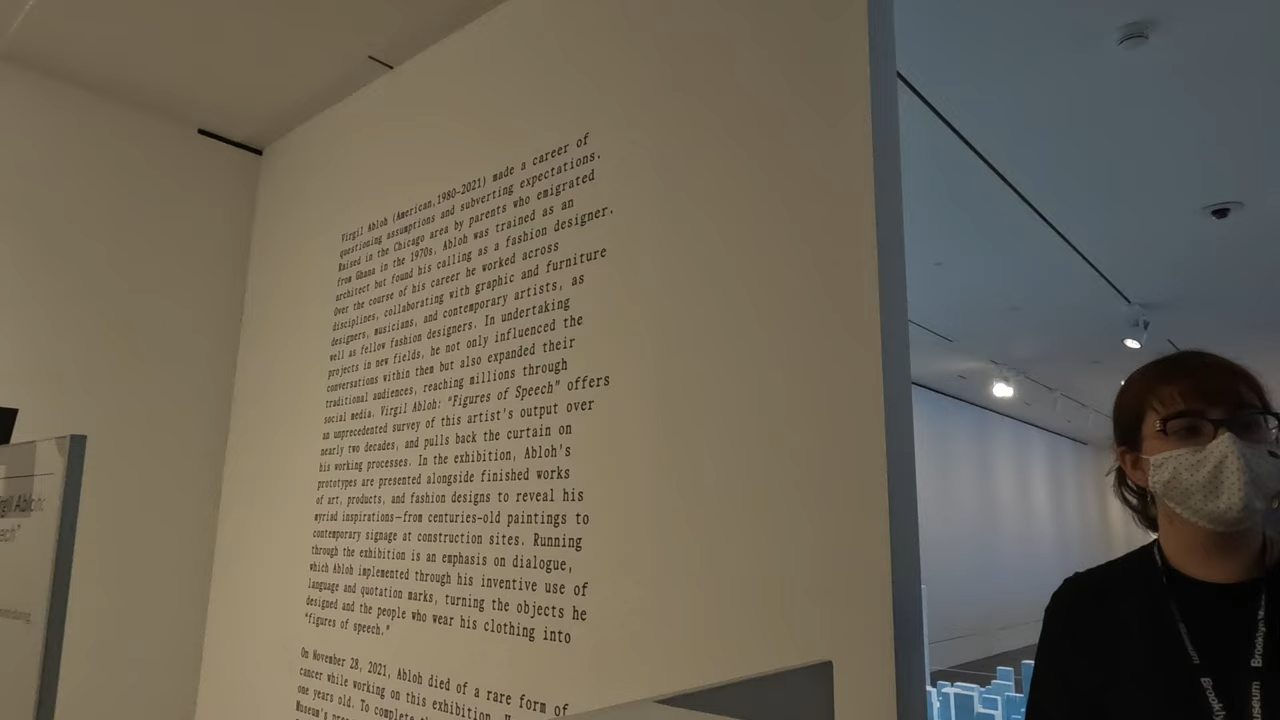 Virgil Abloh (American, 1980–2021) made a career of
questioning assumptions and subverting expectations.
Raised in the Chicago area by parents who emigrated
from Ghana in the 1970s, Abloh was trained as an
architect but found his calling as a fashion designer.
Over the course of his career he worked across
disciplines, collaborating with graphic and furniture
designers, musicians, and contemporary artists, as
well as fellow fashion designers. In undertaking
projects in new fields, he not only influenced the
conversations within them but also expanded their
traditional audiences, reaching millions through
social media. Virgil Abloh: “Figures of Speech” offers
an unprecedented survey of this artist's output over
nearly two decades, and pulls back the curtain on
his working processes. In the exhibition, Abloh's
prototypes are presented alongside finished works
of art, products, and fashion designs to reveal his
myriad inspirations—from centuries-old paintings to
contemporary signage at construction sites. Running
through the exhibition is an emphasis on dialogue,
which Abloh implemented through his inventive use of
language and quotation marks, turning the objects he
designed and the people who wear his clothing into
“figures of speech.”
On November 28, 2021, Abloh died of a rare form of
cancer while working on this exhibition.
one years old. To complete
Museum's
Brooklyn
useum
Brooklyn